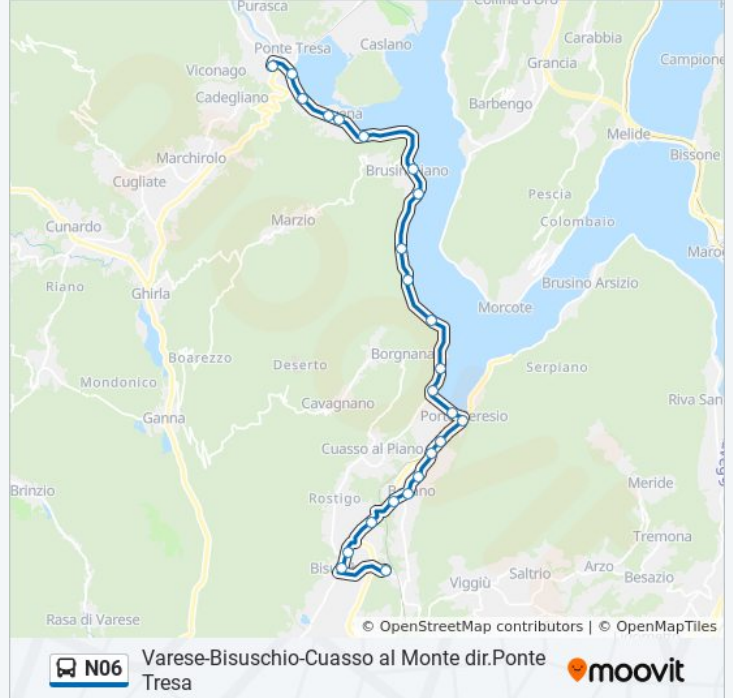 Purasca
Collina d'Oro
Ponte Tresa
Caslano
Carabbia
Grancia
Campione
Viconago
Cadegliano
Barbengo
Melide
Bissone
Marchirolo
Cugliate
Pescia
Colombaio
Marzio
Cunardo
Riano
Ghirla
Brusino Arsizio
Morcote
Boarezzo
Deserto
Borgnana
Serpiano
Mondonico
Cavagnano
Riva San
Ganna
Cuasso al Piano
Brinzio
Rostigo
Meride
Tremona
Viggiù
Saltrio
Arzo
Besazio
Rasa di Varese
© OpenStreetMap contributors | © OpenMapTiles
N06
Varese-Bisuschio-Cuasso al Monte dir.Ponte
Tresa
moovit